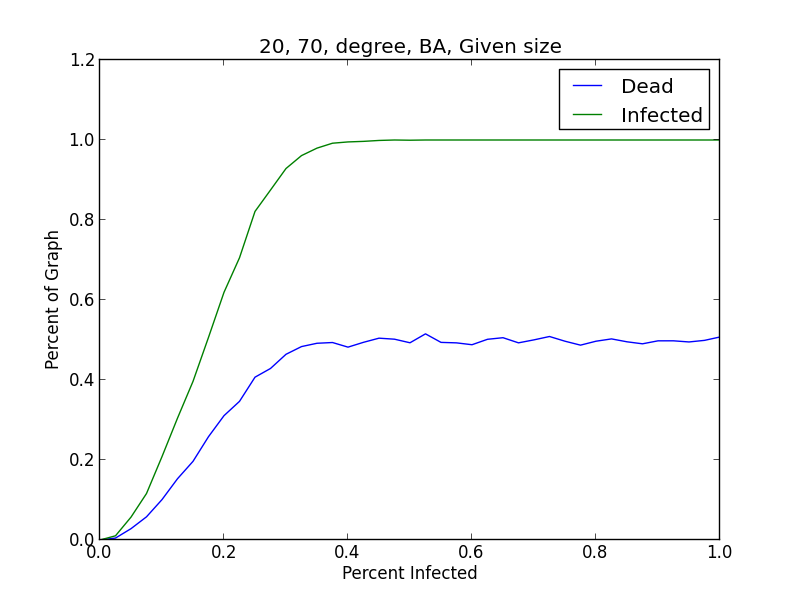 20, 70, degree, BA, Given size
Dead
Infected
Percent of Graph
1.2
1.0
0.8
0.6
0.4
0.2
0.0
0.0 0.2 0.4 0.6 0.8 1.0
Percent Infected